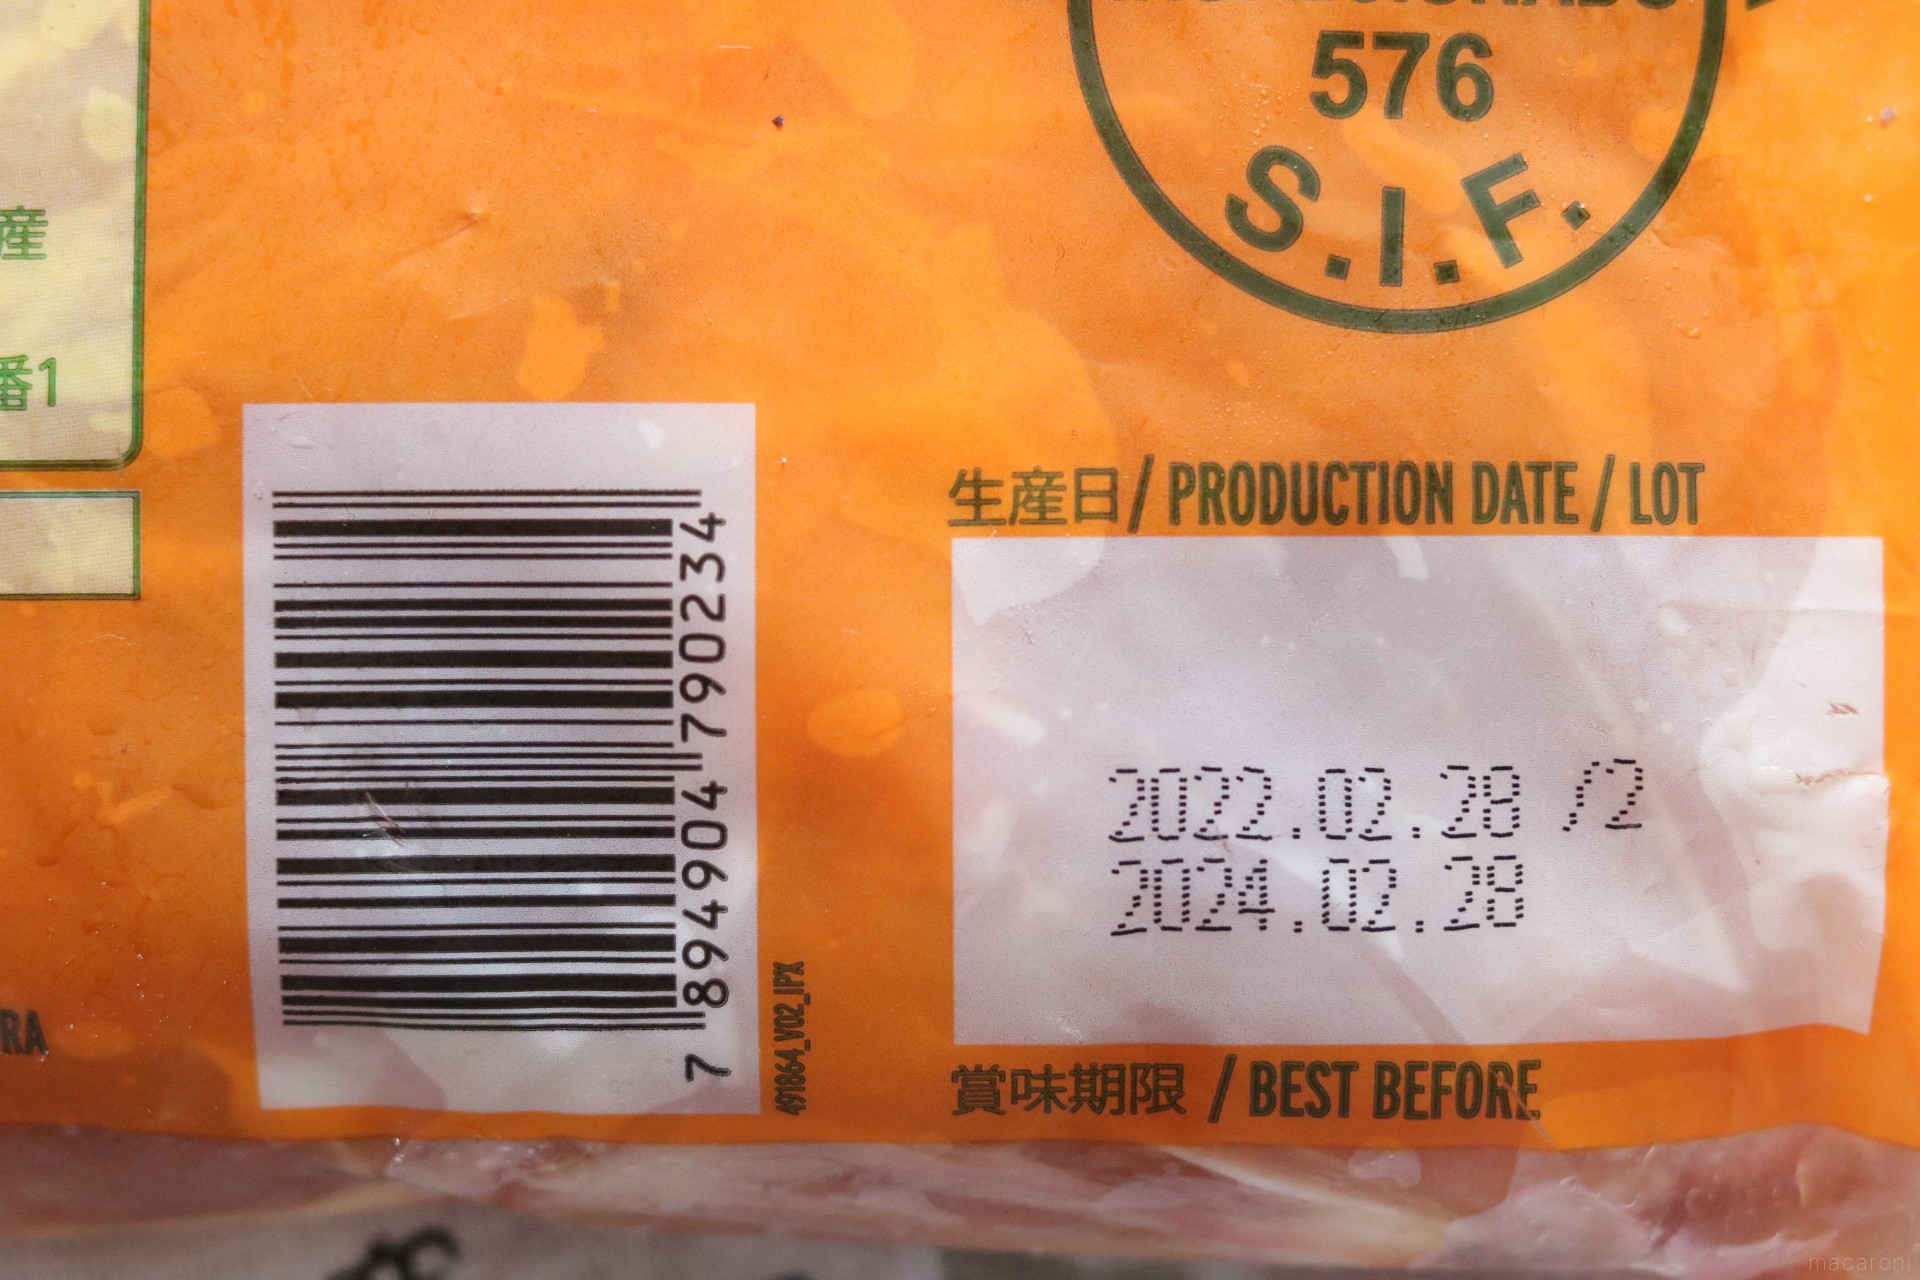 576
S.I.F.
産
番1
生産日 / PRODUCTION DATE / LOT
2022.02.28 /2
2024.02.28
賞味期限 / BEST BEFORE
7 894904 790234
491864_V02_IPX
RA
macaroni